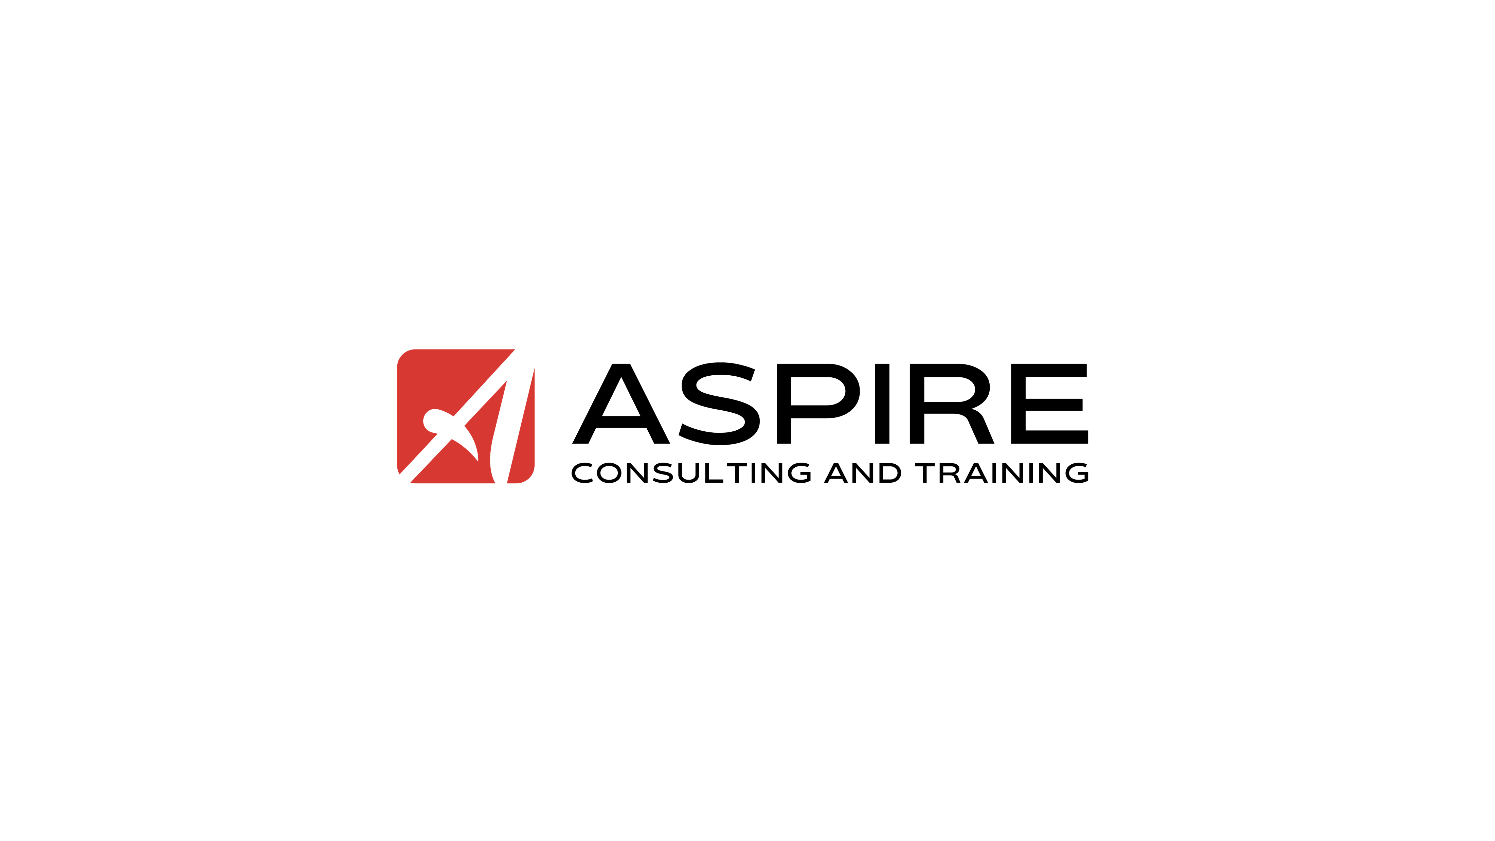 ASPIRE
CONSULTING AND TRAINING